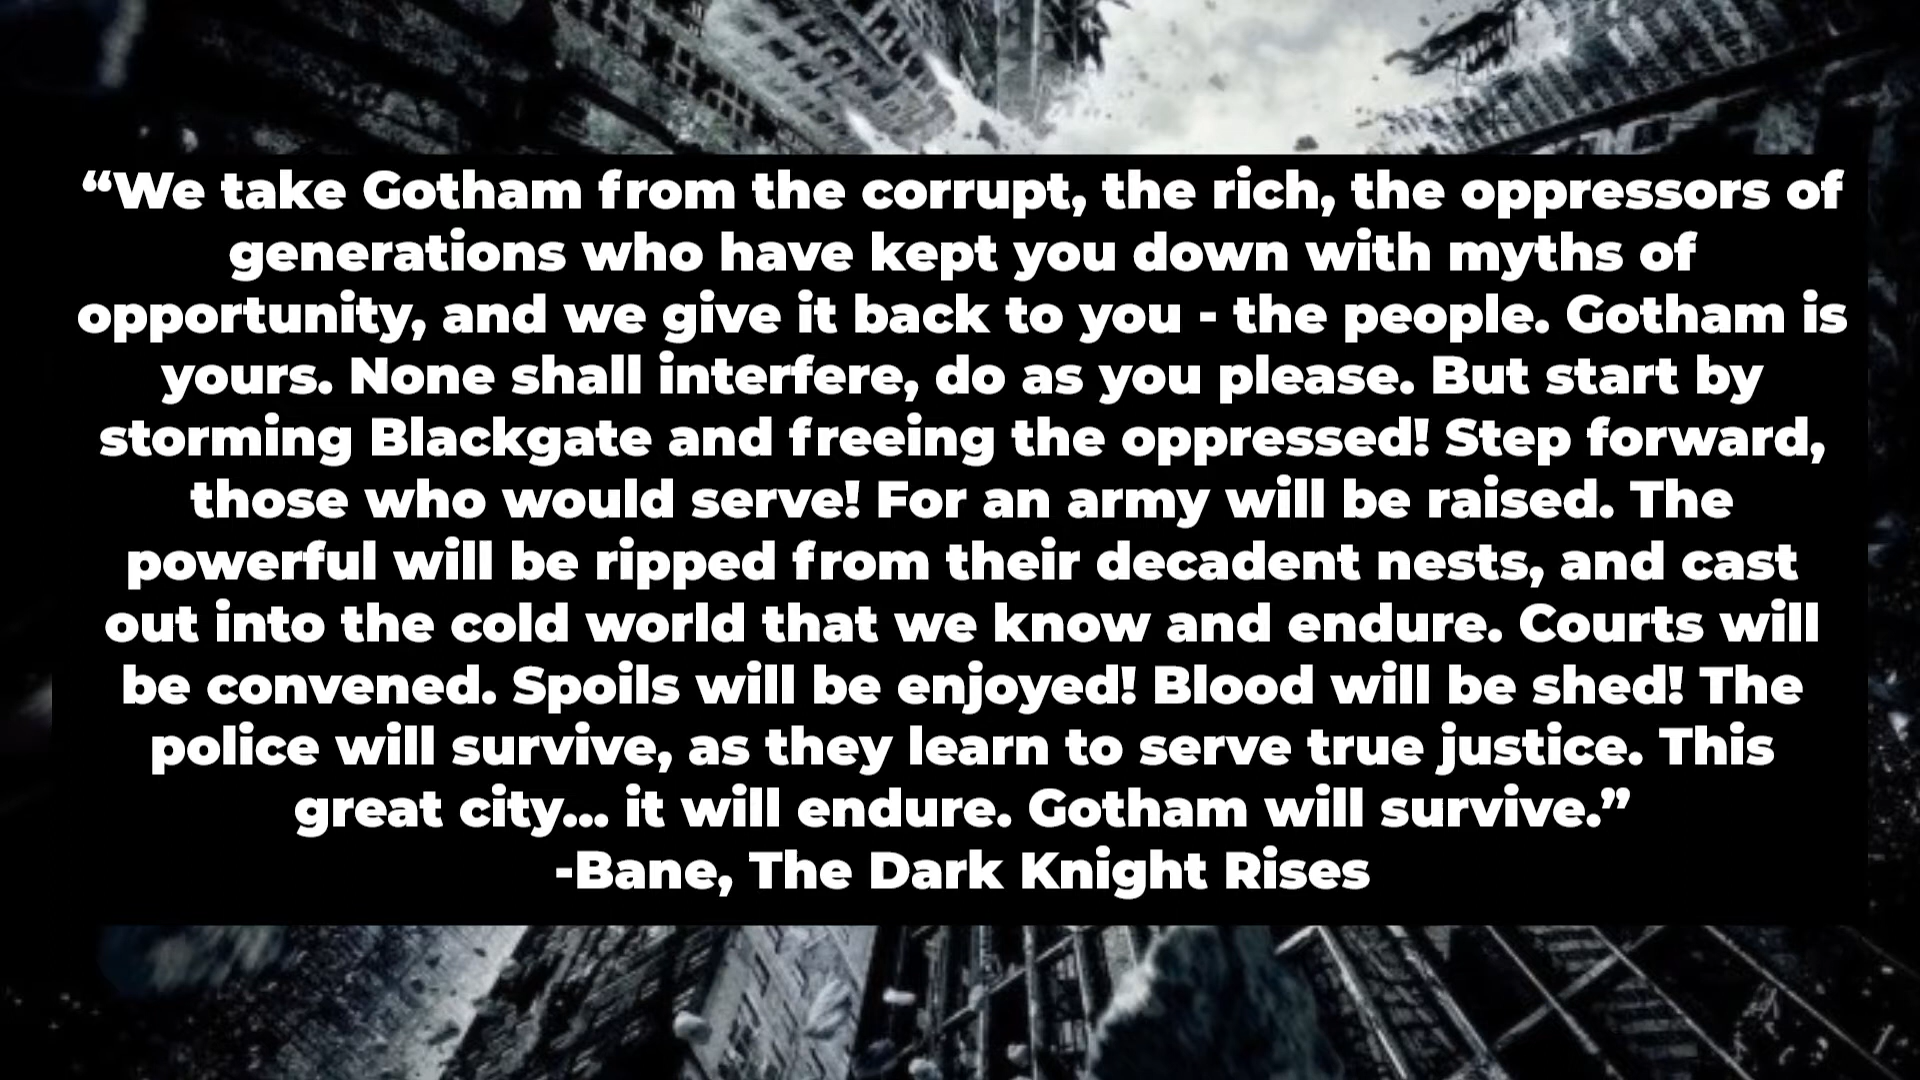 “We take Gotham from the corrupt, the rich, the oppressors of
generations who have kept you down with myths of
opportunity, and we give it back to you - the people. Gotham is
yours. None shall interfere, do as you please. But start by
storming Blackgate and freeing the oppressed! Step forward,
those who would serve! For an army will be raised. The
powerful will be ripped from their decadent nests, and cast
out into the cold world that we know and endure. Courts will
be convened. Spoils will be enjoyed! Blood will be shed! The
police will survive, as they learn to serve true justice. This
great city... it will endure. Gotham will survive.”
-Bane, The Dark Knight Rises